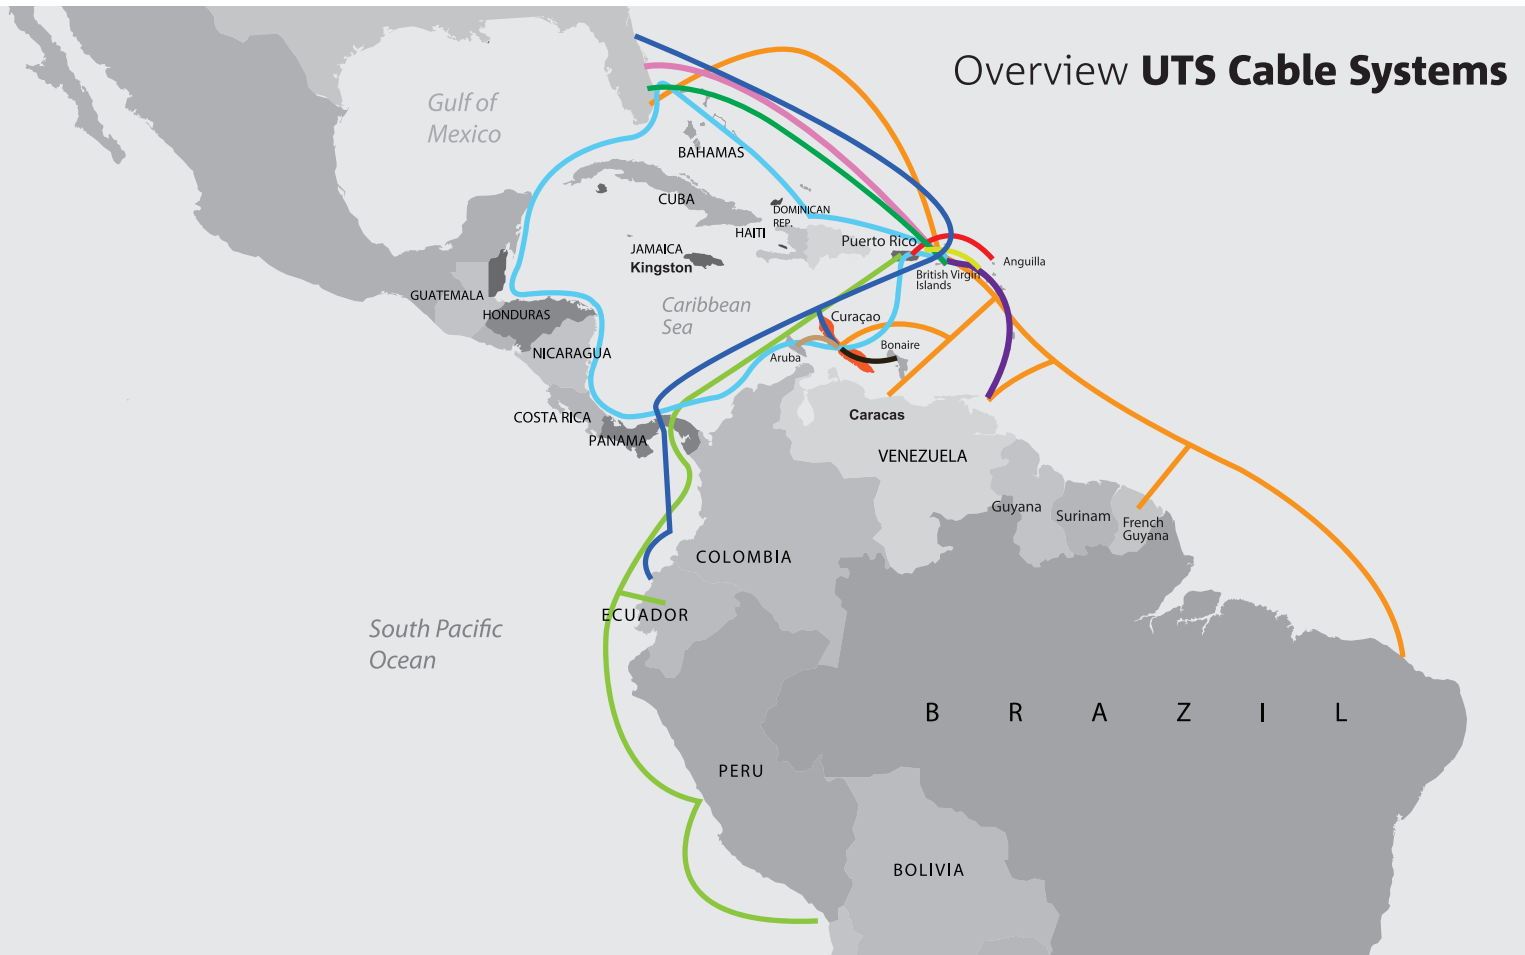 Overview UTS Cable Systems
Gulf of
Mexico
BAHAMAS
CUBA
DOMINICAN
REP.
HAITI
JAMAICA
Kingston
Puerto Rico
Anguilla
British Virgin
Islands
GUATEMALA
HONDURAS
Caribbean
Sea
Curaçao
NICARAGUA
Aruba
Bonaire
COSTA RICA
PANAMA
Caracas
VENEZUELA
Guyana
Surinam
French
Guyana
COLOMBIA
ECUADOR
South Pacific
Ocean
BRAZIL
PERU
BOLIVIA